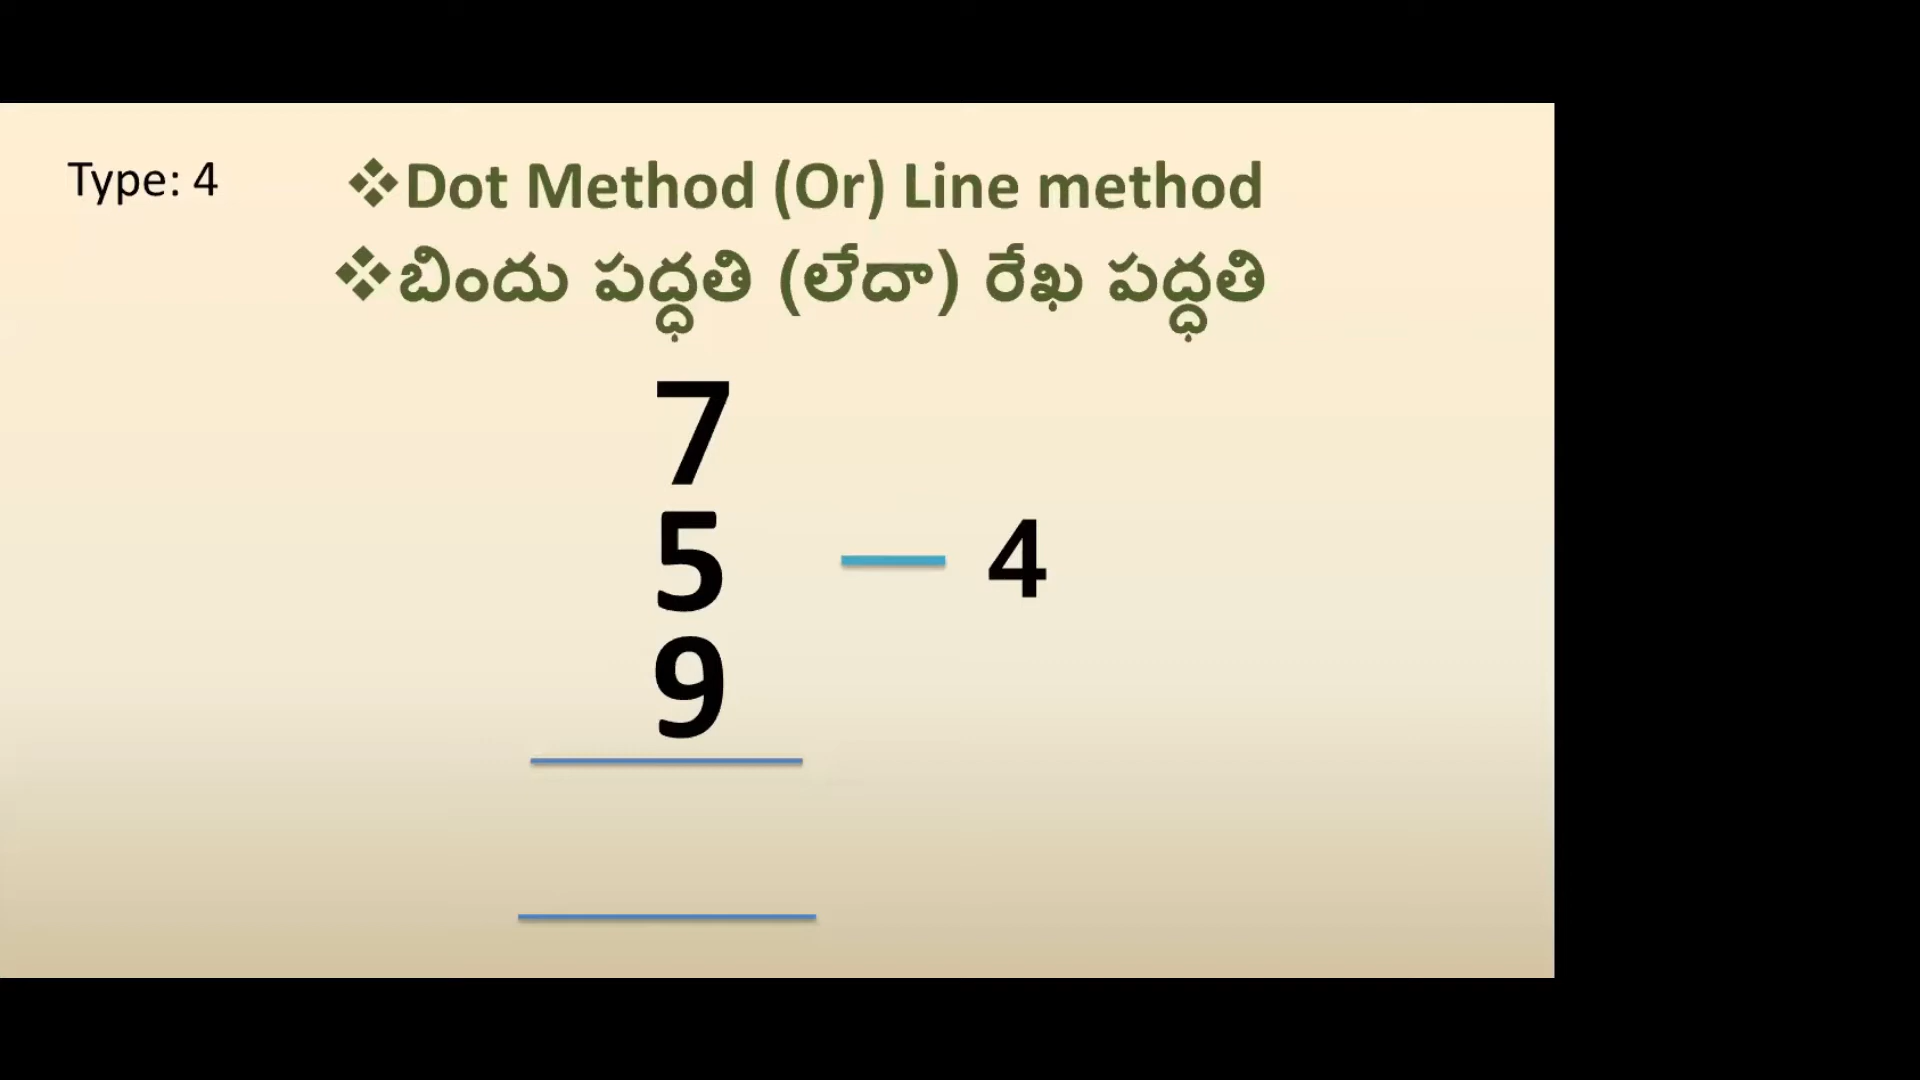 Type: 4
❖Dot Method (Or) Line method
❖బిందు పద్ధతి (లేదా) రేఖ పద్ధతి
7
5 — 4
9